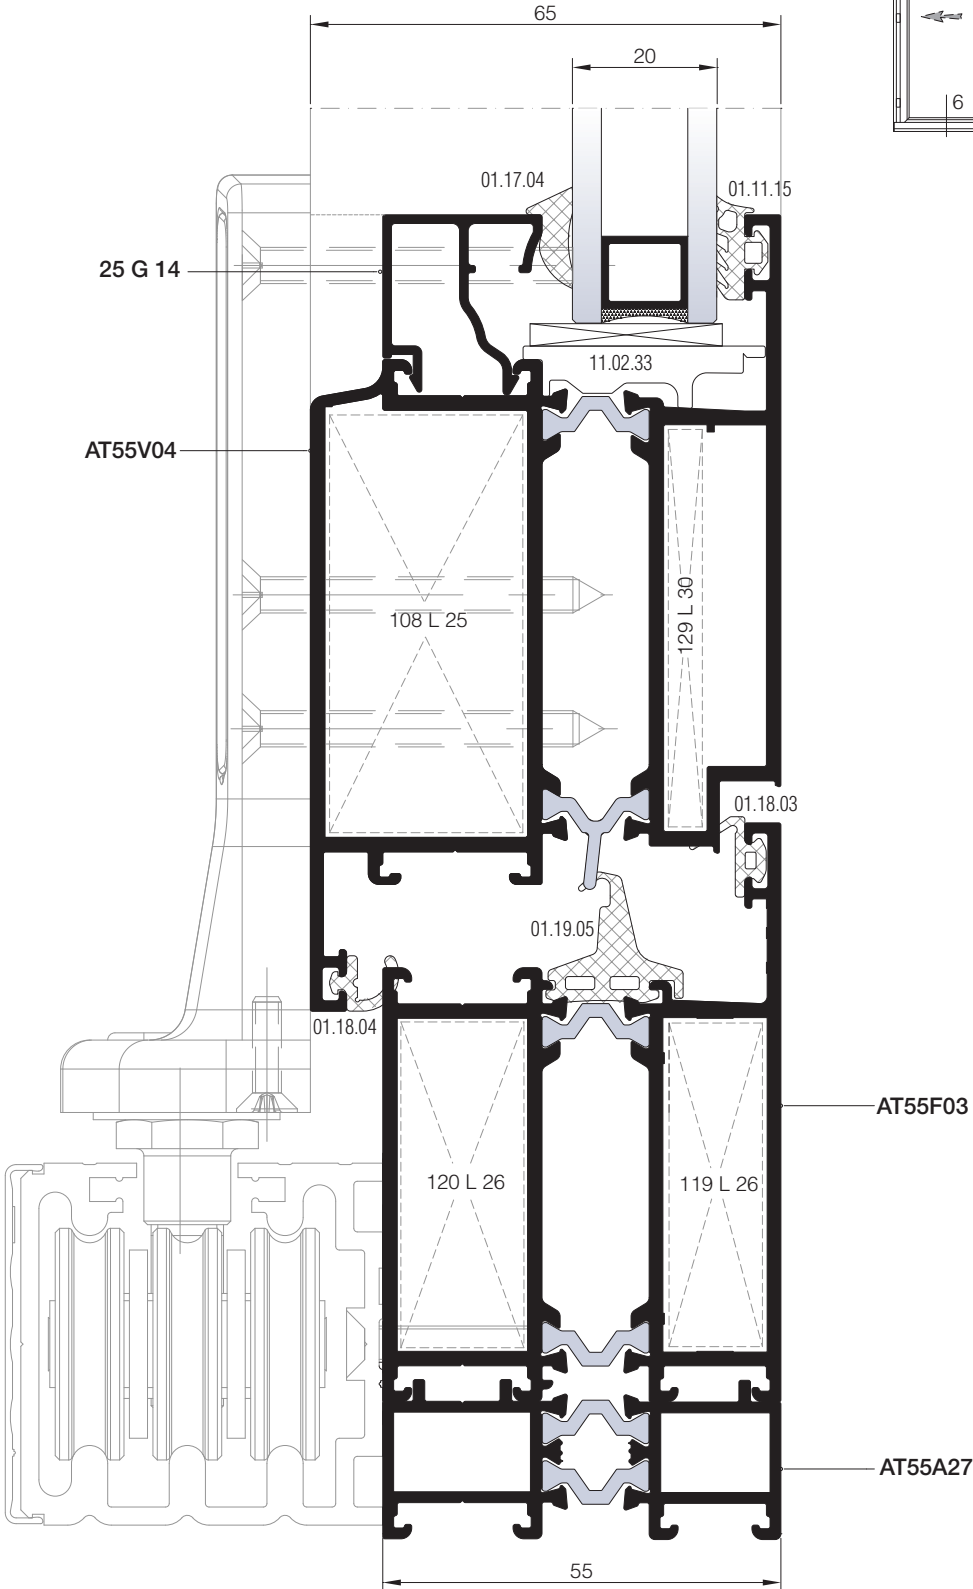 65
20
6
01.17.04
01.11.15
25 G 14
11.02.33
AT55V04
108 L 25
129 L 30
01.18.03
01.19.05
01.18.04
AT55F03
120 L 26
119 L 26
AT55A27
55